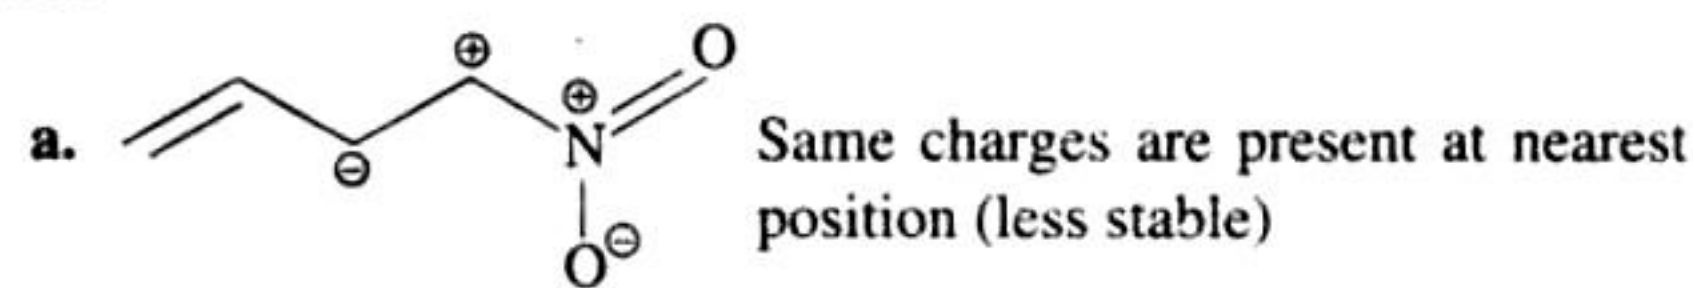 ⊕
⊕
O
a.
N
Same charges are present at nearest
⊖
position (less stable)
O⊖